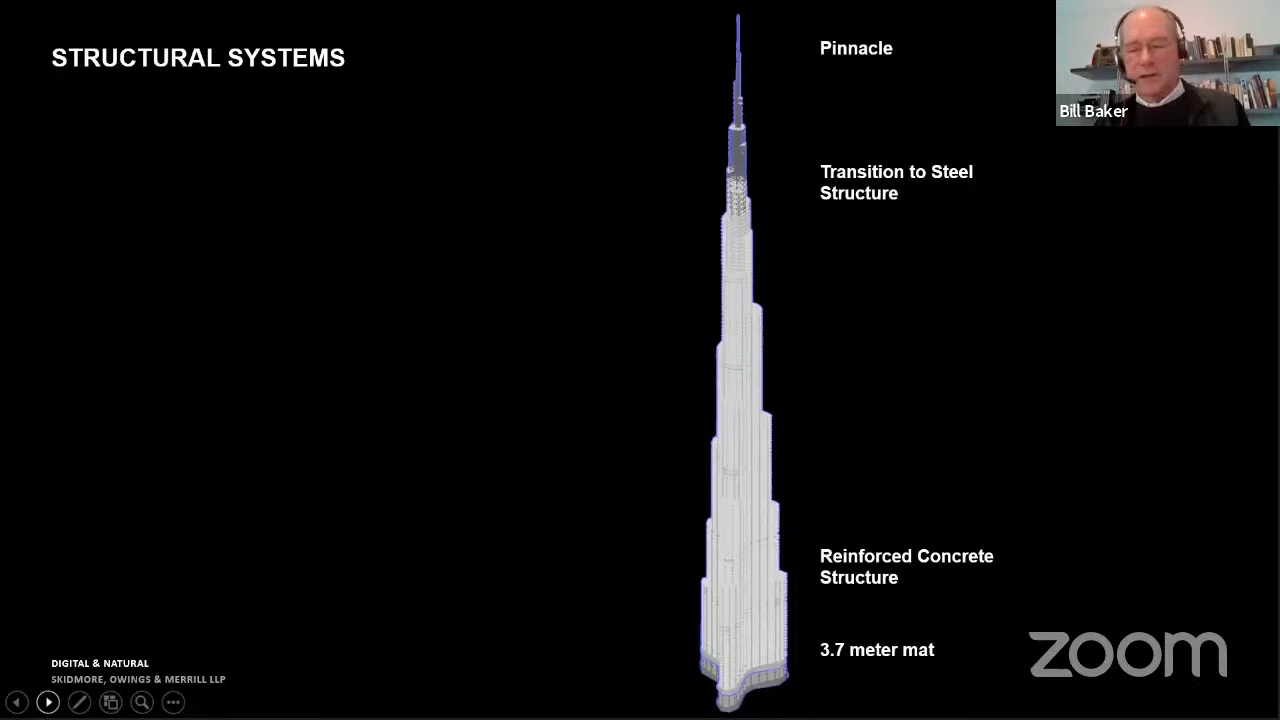 STRUCTURAL SYSTEMS
Pinnacle
Bill Baker
Transition to Steel
Structure
Reinforced Concrete
Structure
3.7 meter mat
zoom
DIGITAL & NATURAL
SKIDMORE, OWINGS & MERRILL LLP